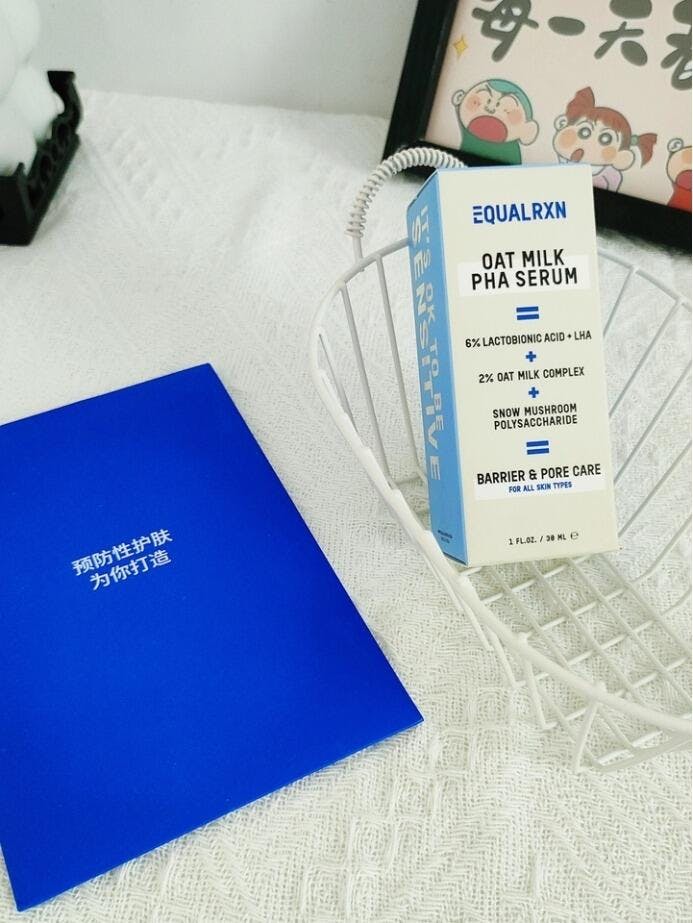 每一天
EQUALRXN
OAT MILK
PHA SERUM
6% LACTOBIONIC ACID + LHA
+
2% OAT MILK COMPLEX
+
SNOW MUSHROOM
POLYSACCHARIDE
BARRIER & PORE CARE
FOR ALL SKIN TYPES
1 FL.OZ. / 30 ML ℮
IT'S OK TO BE
SENSITIVE
预防性护肤
为你打造